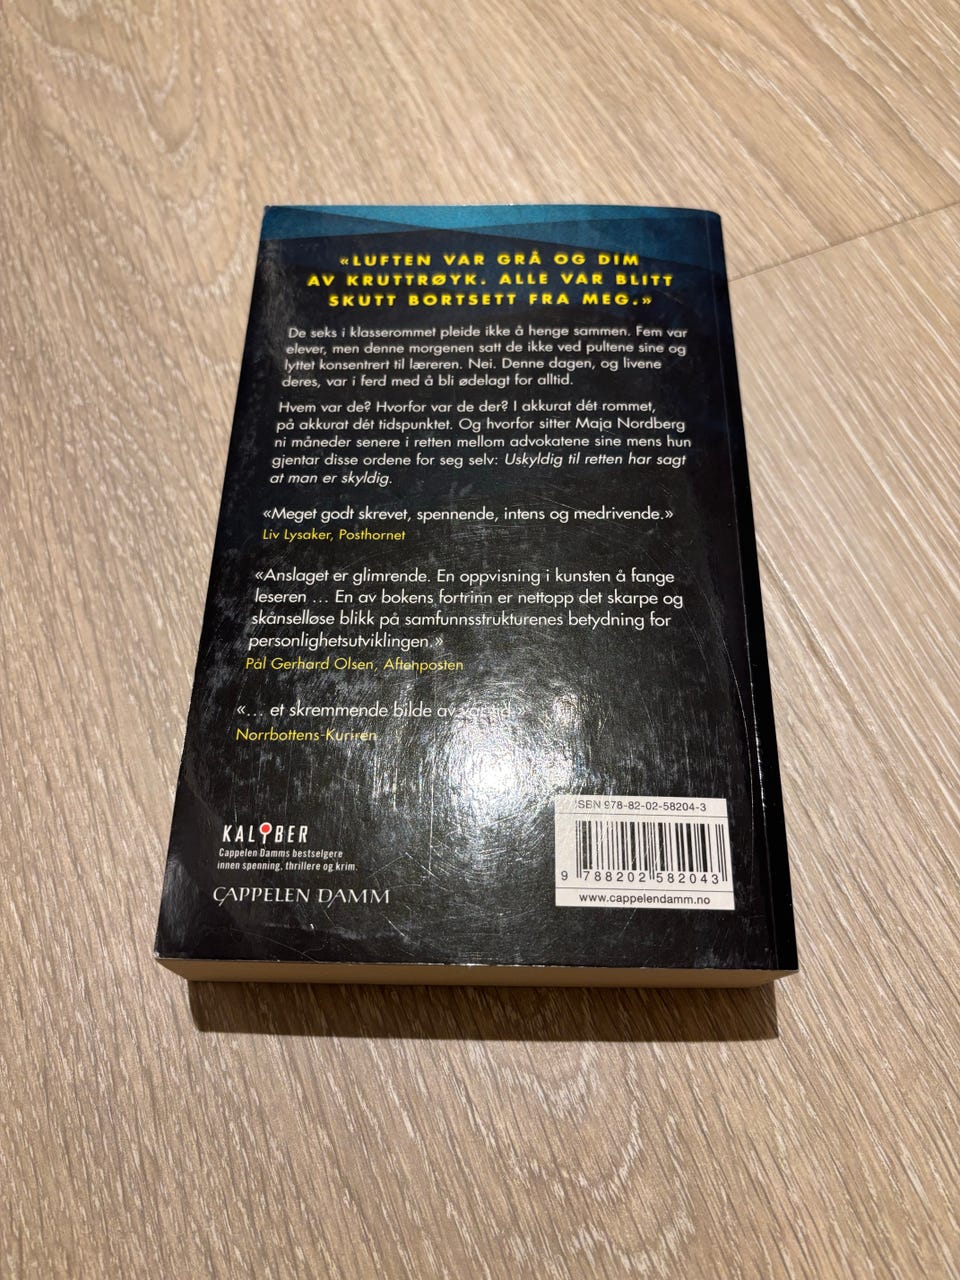 «LUFTEN VAR GRÅ OG DIM
AV KRUTTRØYK. ALLE VAR BLITT
SKUTT BORTSETT FRA MEG.»
De seks i klasserommet pleide ikke å henge sammen. Fem var
elever, men denne morgenen satt de ikke ved pultene sine og
lyttet konsentrert til læreren. Nei. Denne dagen, og livene
deres, var i ferd med å bli ødelagt for alltid.
Hvem var de? Hvorfor var de der? I akkurat dét rommet,
på akkurat dét tidspunktet. Og hvorfor sitter Maja Nordberg
ni måneder senere i retten mellom advokatene sine mens hun
gjentar disse ordene for seg selv: Uskyldig til retten har sagt
at man er skyldig.
«Meget godt skrevet, spennende, intens og medrivende.»
Liv Lysaker, Posthornet
«Anslaget er glimrende. En oppvisning i kunsten å fange
leseren ... En av bokens fortrinn er nettopp det skarpe og
skånselløse blikk på samfunnsstrukturenes betydning for
personlighetsutviklingen.»
Pål Gerhard Olsen, Aftenposten
«... et skremmende bilde av vår tid.»
Norrbottens-Kuriren
KALIBER
Cappelen Damms bestselgere
innen spenning, thrillere og krim.
CAPPELEN DAMM
ISBN 978-82-02-58204-3
9 788202 582043
www.cappelendamm.no